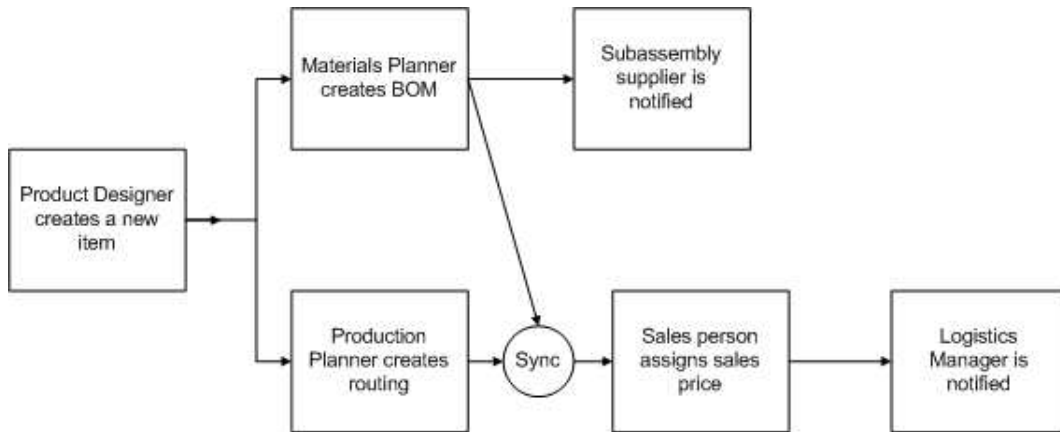 Product Designer
creates a new
item
Materials Planner
creates BOM
Subassembly
supplier is
notified
Production
Planner creates
routing
Sync
Sales person
assigns sales
price
Logistics
Manager is
notified